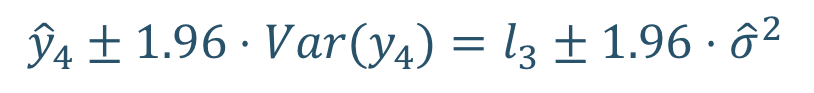 ŷ₄ ± 1.96 · Var(y₄) = l₃ ± 1.96 · σ̂²